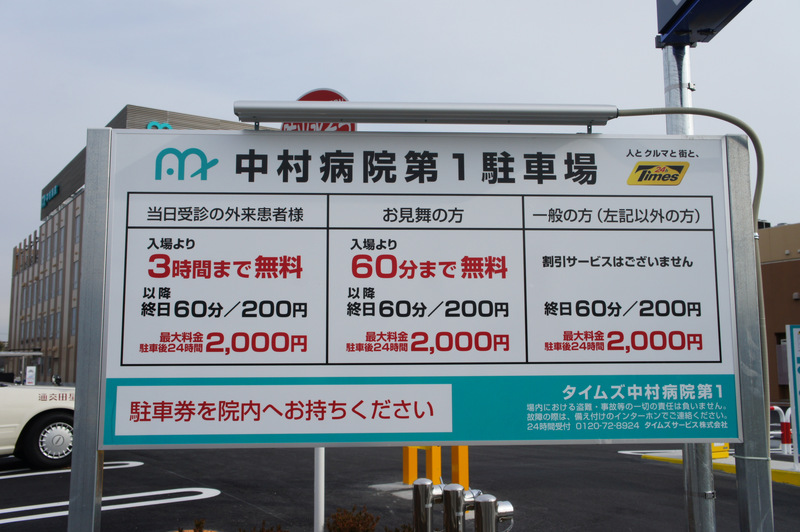 中村病院第1駐車場
人とクルマと街と、
24h
Times
当日受診の外来患者様
入場より
3時間まで無料
以降
終日60分／200円
最大料金
駐車後24時間 2,000円
お見舞の方
入場より
60分まで無料
以降
終日60分／200円
最大料金
駐車後24時間 2,000円
一般の方（左記以外の方）
割引サービスはございません
終日60分／200円
最大料金
駐車後24時間 2,000円
駐車券を院内へお持ちください
タイムズ中村病院第1
場内における盗難・事故等の一切の責任は負いません。
故障の際は、備え付けのインターホンでご連絡ください。
24時間受付 0120-72-8924 タイムズサービス株式会社